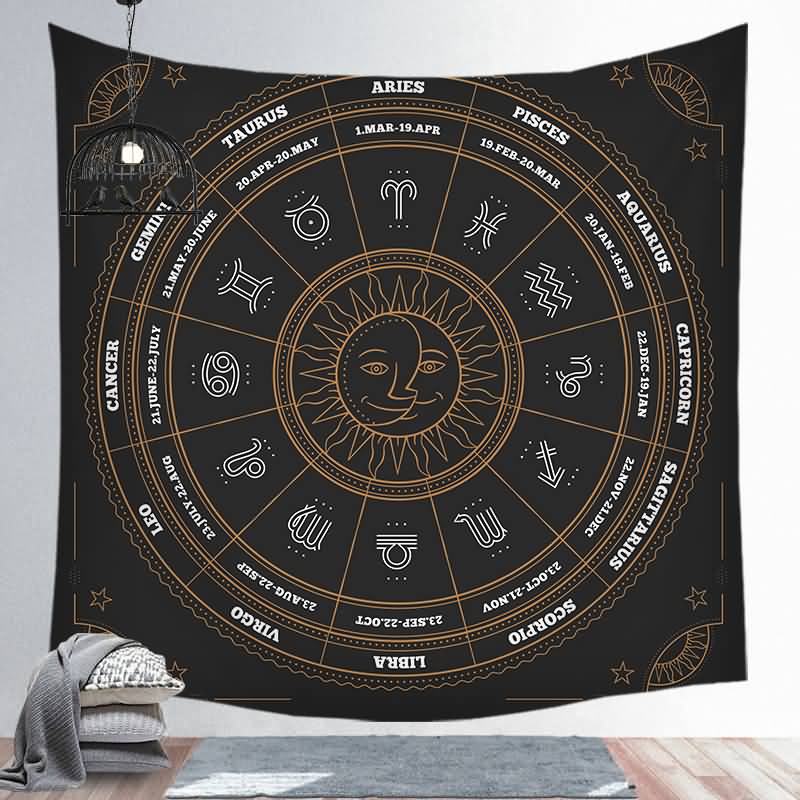 ARIES
1.MAR-19.APR
PISCES
19.FEB-20.MAR
AQUARIUS
20.JAN-18.FEB
CAPRICORN
22.DEC-19.JAN
SAGITTARIUS
22.NOV-21.DEC
SCORPIO
23.OCT-21.NOV
LIBRA
23.SEP-22.OCT
VIRGO
23.AUG-22.SEP
LEO
23.JULY-22.AUG
CANCER
21.JUNE-22.JULY
GEMINI
21.MAY-20.JUNE
TAURUS
20.APR-20.MAY